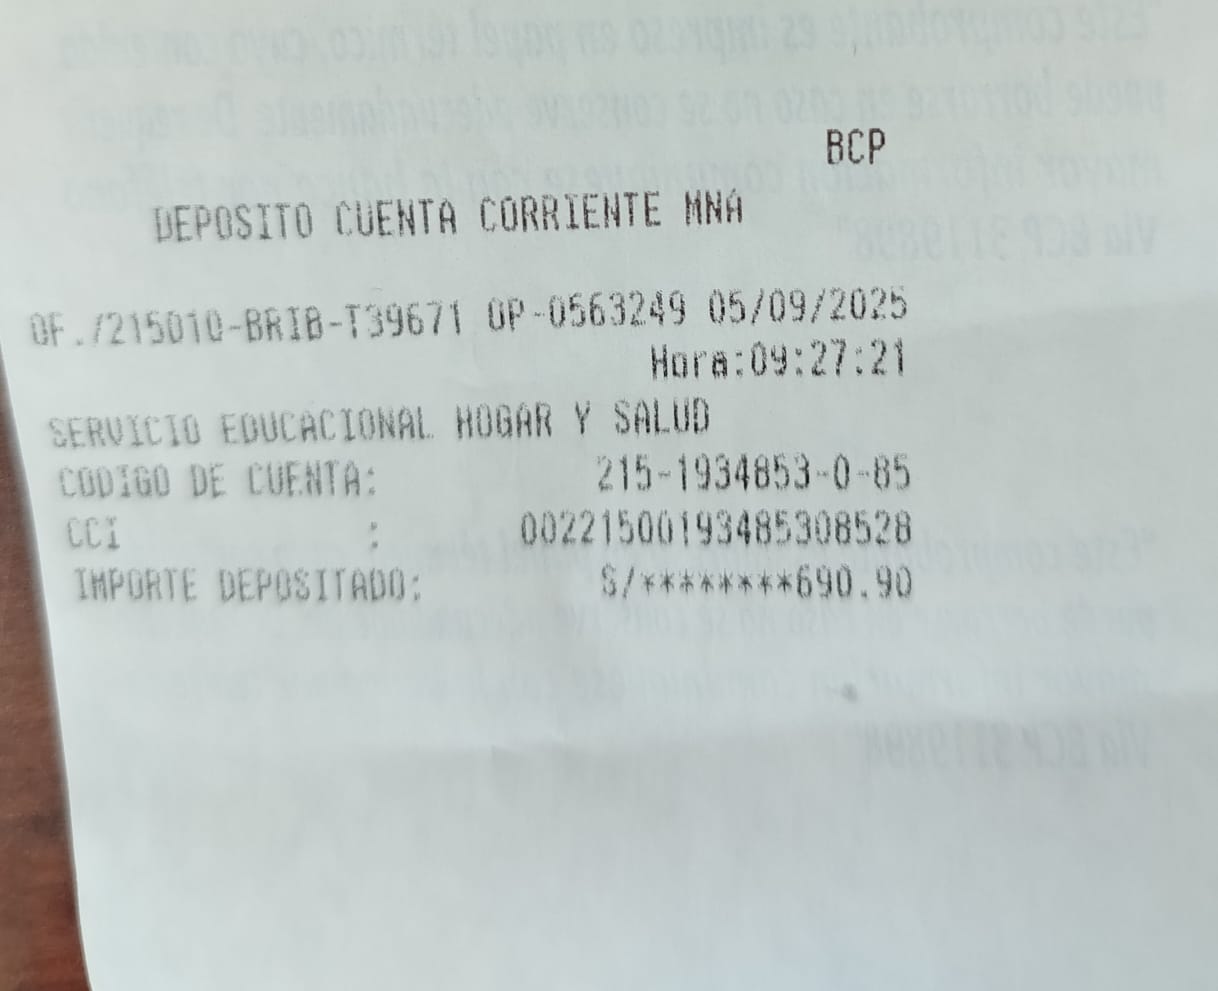 BCP
DEPOSITO CUENTA CORRIENTE MNA
OF./215010-BRIB-T39671 OP-0563249 05/09/2025
Hora:09:27:21
SERVICIO EDUCACIONAL HOGAR Y SALUD
CODIGO DE CUENTA: 215-1934853-0-85
CCI : 00221500193485308528
IMPORTE DEPOSITADO: S/********690.90